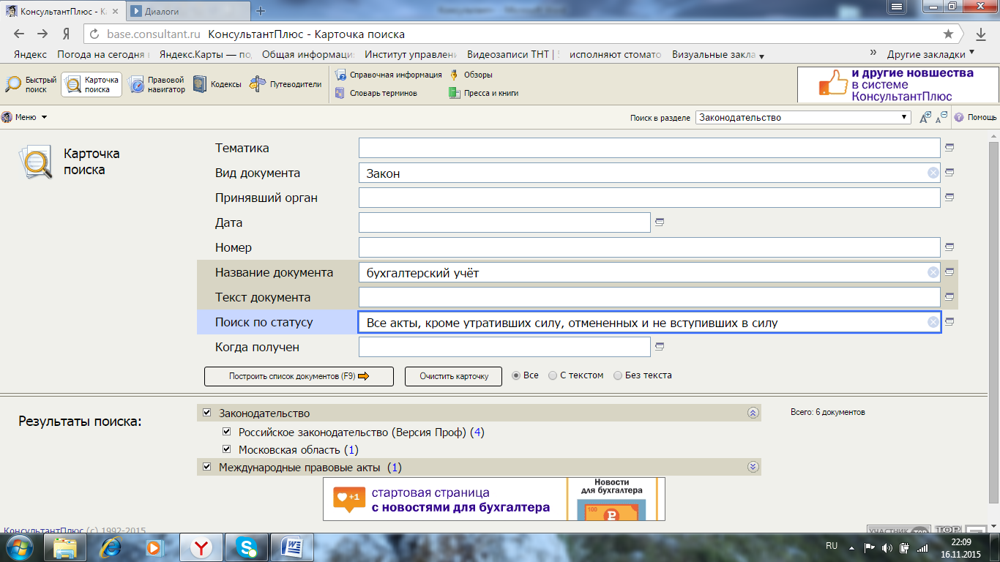 КонсультантПлюс - Ка
Диалоги
base.consultant.ru КонсультантПлюс - Карточка поиска
Яндекс Погода на сегодня Яндекс.Карты — по Общая информаци Институт управлен Видеозаписи ТНТ | исполняют стомато Визуальные закла » Другие закладки
Быстрый поиск
Карточка поиска
Правовой навигатор
Кодексы
Путеводители
Справочная информация
Обзоры
Словарь терминов
Пресса и книги
и другие новшества
в системе
КонсультантПлюс
Меню
Поиск в разделе Законодательство
Помощь
Карточка
поиска
Тематика
Вид документа Закон
Принявший орган
Дата
Номер
Название документа бухгалтерский учёт
Текст документа
Поиск по статусу Все акты, кроме утративших силу, отмененных и не вступивших в силу
Когда получен
Построить список документов (F9) Очистить карточку Все С текстом Без текста
Результаты поиска:
Законодательство
Всего: 6 документов
Российское законодательство (Версия Проф) (4)
Московская область (1)
Международные правовые акты (1)
+1
стартовая страница
с новостями для бухгалтера
Новости
для бухгалтера
100
КонсультантПлюс (c) 1992-2015
УЧАСТНИК TOP
TOP
RU
22:09
16.11.2015